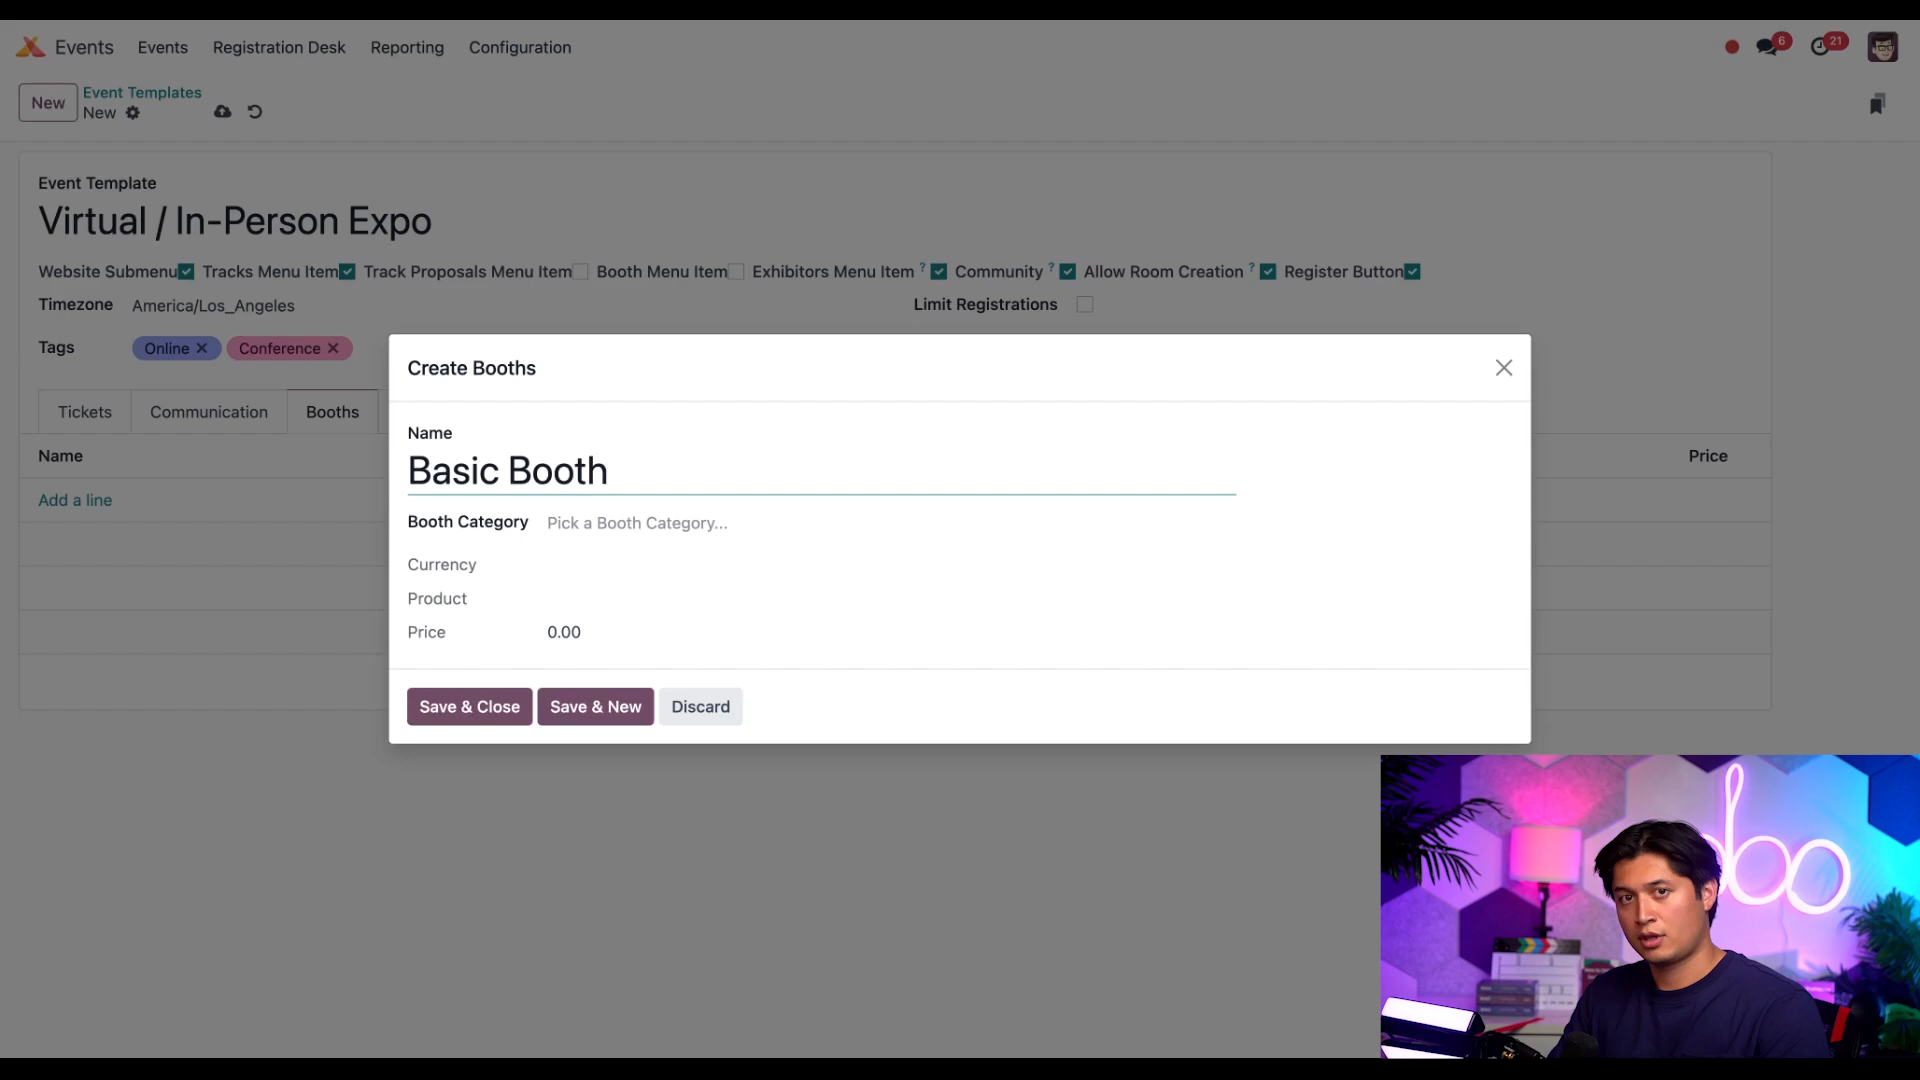 Events Events Registration Desk Reporting Configuration 6 21
New Event Templates
New
Event Template
Virtual / In-Person Expo
Website Submenu Tracks Menu Item Track Proposals Menu Item Booth Menu Item Exhibitors Menu Item ? Community ? Allow Room Creation ? Register Button
Timezone America/Los_Angeles Limit Registrations
Tags Online Conference
Create Booths
Tickets Communication Booths
Name
Name Price
Basic Booth
Add a line
Booth Category Pick a Booth Category...
Currency
Product
Price 0.00
Save & Close Save & New Discard